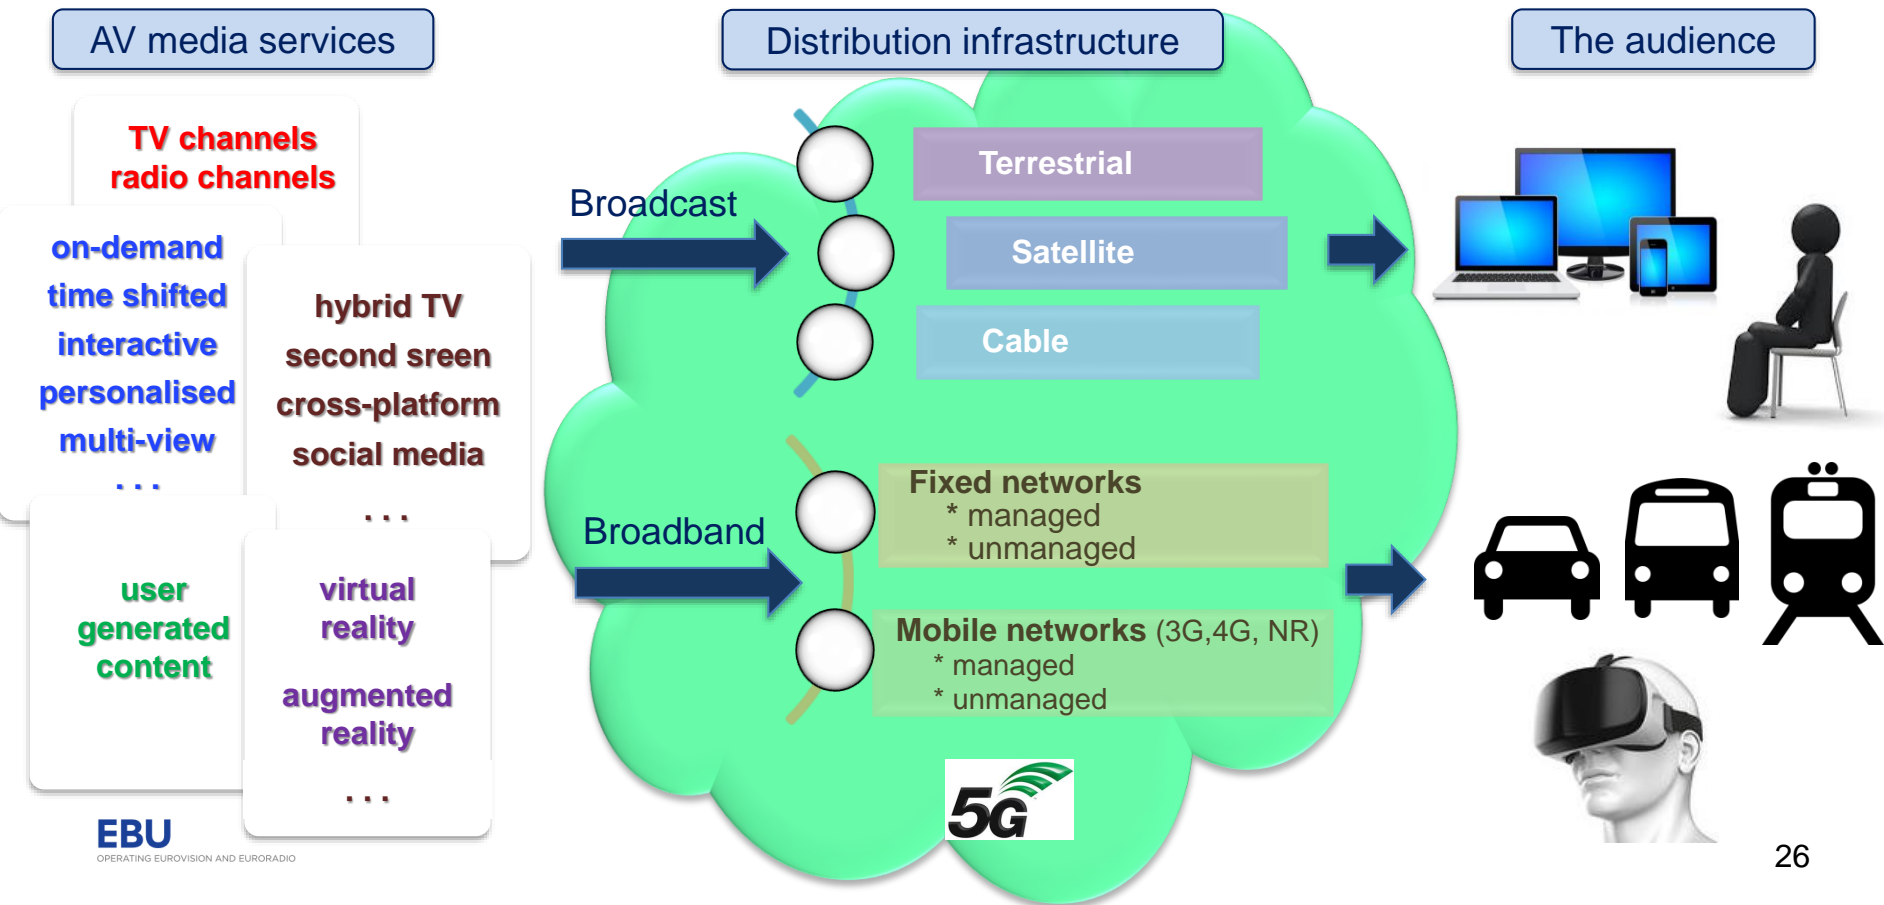 AV media services
Distribution infrastructure
The audience
TV channels
radio channels
on-demand
time shifted
interactive
personalised
multi-view
. . .
hybrid TV
second sreen
cross-platform
social media
. . .
user
generated
content
virtual
reality
augmented
reality
. . .
Broadcast
Terrestrial
Satellite
Cable
Broadband
Fixed networks
* managed
* unmanaged
Mobile networks (3G,4G, NR)
* managed
* unmanaged
5G
EBU
OPERATING EUROVISION AND EURORADIO
26